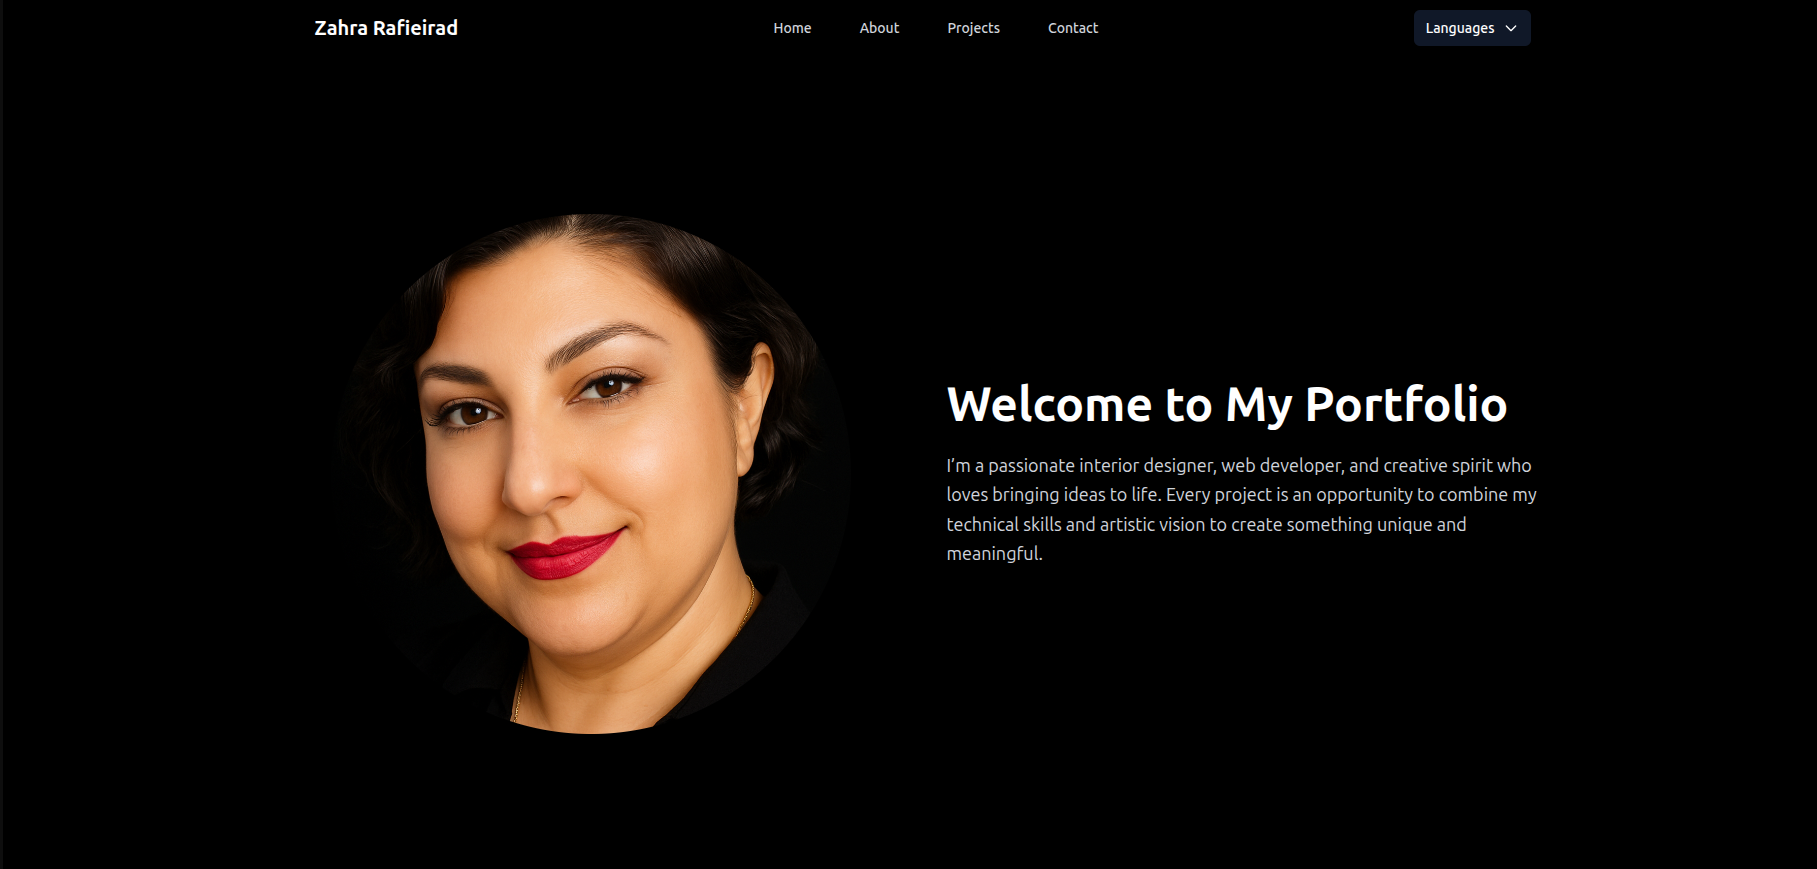 Zahra Rafieirad
Home
About
Projects
Contact
Languages
Welcome to My Portfolio
I’m a passionate interior designer, web developer, and creative spirit who
loves bringing ideas to life. Every project is an opportunity to combine my
technical skills and artistic vision to create something unique and
meaningful.